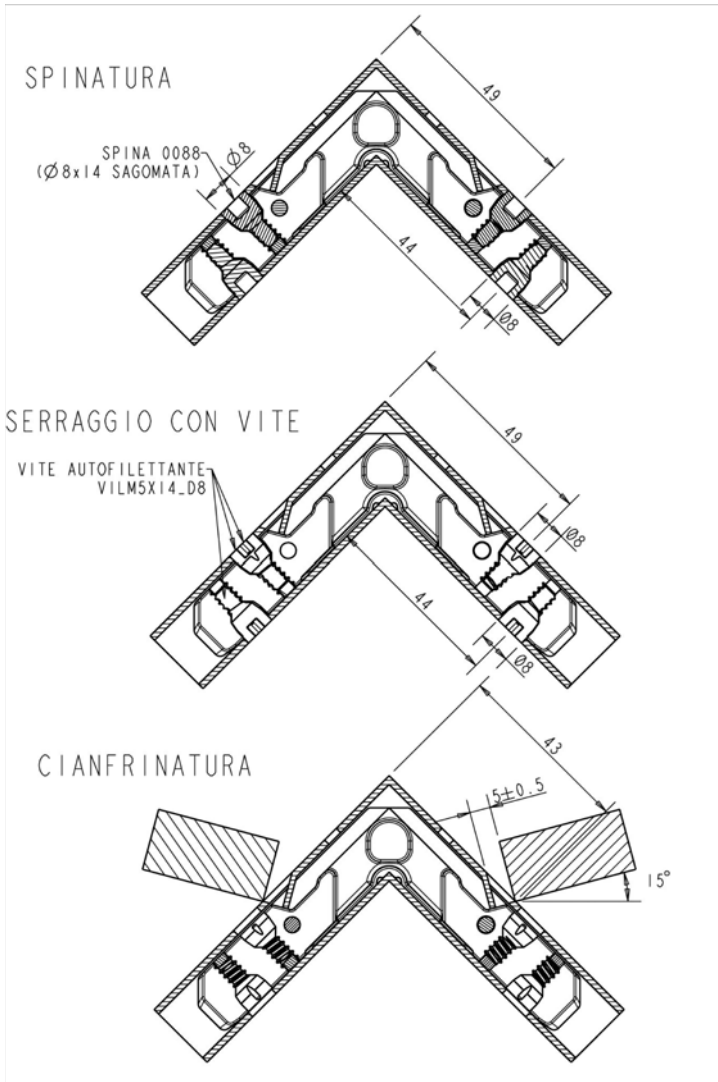 SPINATURA
49
SPINA 0088
(Ø8x14 SAGOMATA)
Ø8
44
Ø8
SERRAGGIO CON VITE
49
VITE AUTOFILETTANTE
VILM5X14_D8
Ø8
44
Ø8
CIANFRINATURA
43
5±0.5
15°